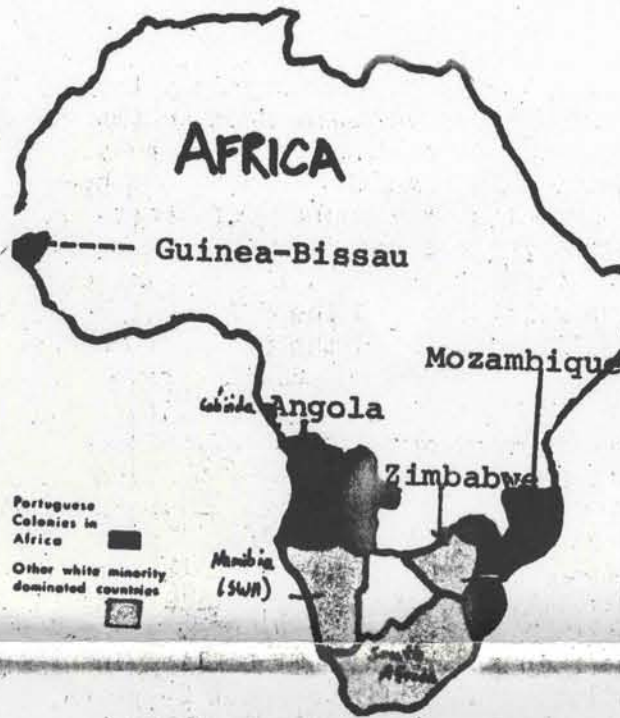 AFRICA
Guinea-Bissau
Mozambique
Cabinda Angola
Zimbabwe
Portuguese
Colonies in
Africa
Other white minority
dominated countries
Namibia
(SWA)
South
Africa